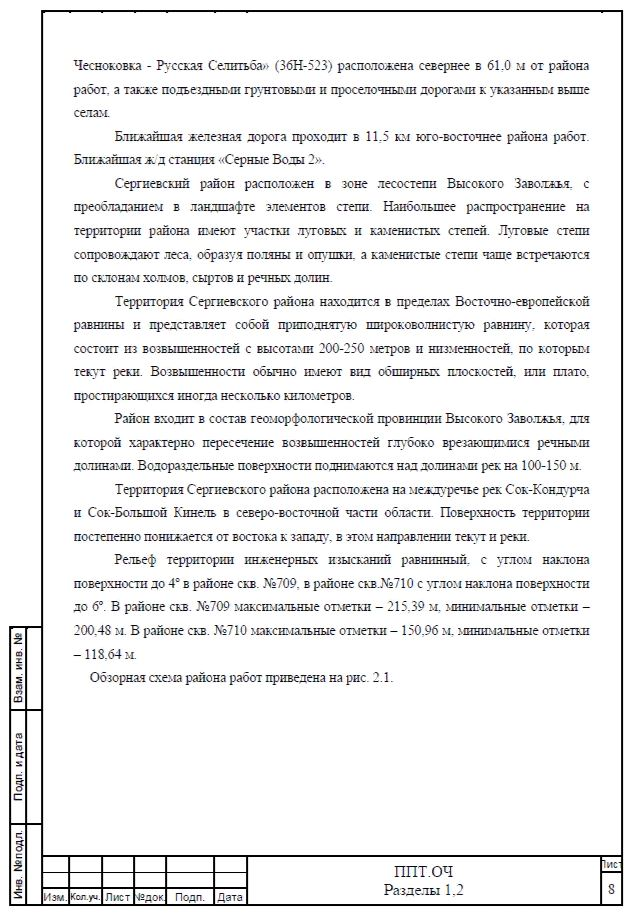 Чесноковка - Русская Селитьба» (36Н-523) расположена севернее в 61,0 м от района
работ, а также подъездными грунтовыми и проселочными дорогами к указанным выше
селам.
Ближайшая железная дорога проходит в 11,5 км юго-восточнее района работ.
Ближайшая ж/д станция «Серные Воды 2».
Сергиевский район расположен в зоне лесостепи Высокого Заволжья, с
преобладанием в ландшафте элементов степи. Наибольшее распространение на
территории района имеют участки луговых и каменистых степей. Луговые степи
сопровождают леса, образуя поляны и опушки, а каменистые степи чаще встречаются
по склонам холмов, сыртов и речных долин.
Территория Сергиевского района находится в пределах Восточно-европейской
равнины и представляет собой приподнятую широковолнистую равнину, которая
состоит из возвышенностей с высотами 200-250 метров и низменностей, по которым
текут реки. Возвышенности обычно имеют вид обширных плоскостей, или плато,
простирающихся иногда несколько километров.
Район входит в состав геоморфологической провинции Высокого Заволжья, для
которой характерно пересечение возвышенностей глубоко врезающимися речными
долинами. Водораздельные поверхности поднимаются над долинами рек на 100-150 м.
Территория Сергиевского района расположена на междуречье рек Сок-Кондурча
и Сок-Большой Кинель в северо-восточной части области. Поверхность территории
постепенно понижается от востока к западу, в этом направлении текут и реки.
Рельеф территории инженерных изысканий равнинный, с углом наклона
поверхности до 4° в районе скв. №709, в районе скв.№710 с углом наклона поверхности
до 6°. В районе скв. №709 максимальные отметки – 215,39 м, минимальные отметки –
200,48 м. В районе скв. №710 максимальные отметки – 150,96 м, минимальные отметки
– 118,64 м.
Обзорная схема района работ приведена на рис. 2.1.
Взам. инв. №
Подп. и дата
Инв. №подл.
Изм. Кол.уч. Лист №док. Подп. Дата
ППТ.ОЧ
Разделы 1,2
Лист
8